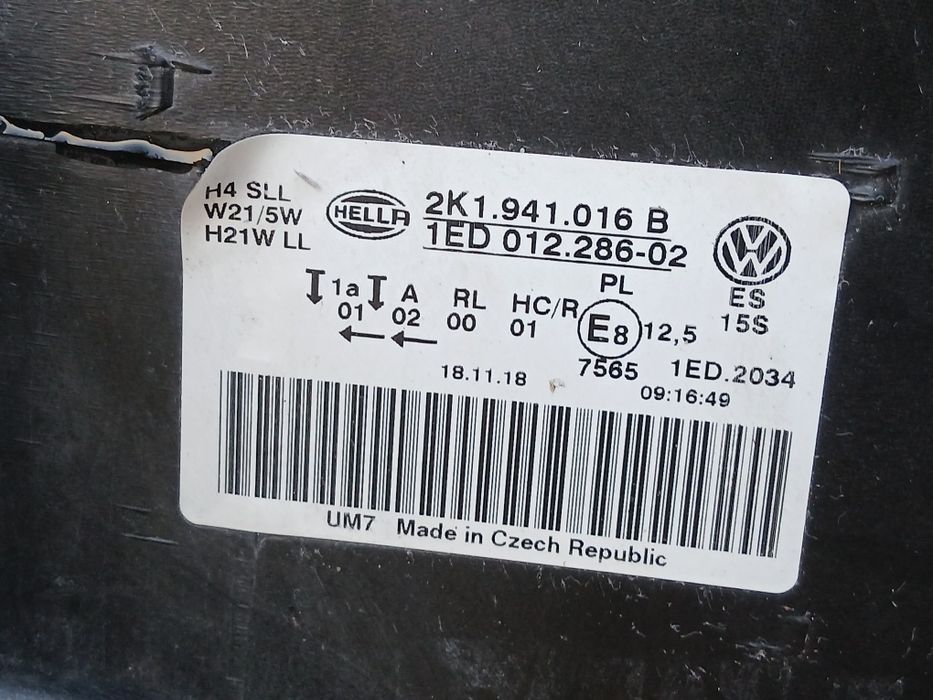 H4 SLL
W21/5W
H21W LL
HELLA
2K1.941.016 B
1ED 012.286-02
VW
ES
15S
PL
1a A RL HC/R
01 02 00 01
E8 12,5
7565 1ED.2034
18.11.18 09:16:49
UM7 Made in Czech Republic